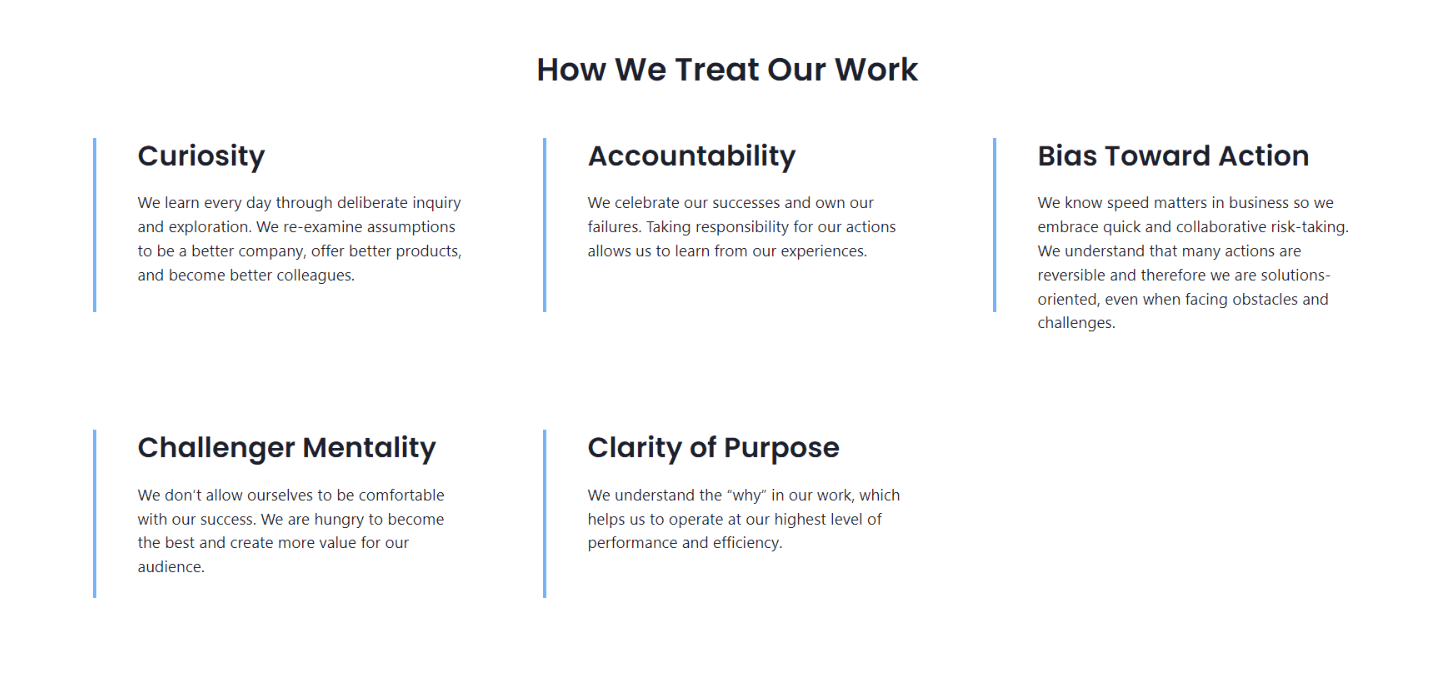 How We Treat Our Work
Curiosity
We learn every day through deliberate inquiry
and exploration. We re-examine assumptions
to be a better company, offer better products,
and become better colleagues.
Accountability
We celebrate our successes and own our
failures. Taking responsibility for our actions
allows us to learn from our experiences.
Bias Toward Action
We know speed matters in business so we
embrace quick and collaborative risk-taking.
We understand that many actions are
reversible and therefore we are solutions-
oriented, even when facing obstacles and
challenges.
Challenger Mentality
We don't allow ourselves to be comfortable
with our success. We are hungry to become
the best and create more value for our
audience.
Clarity of Purpose
We understand the “why” in our work, which
helps us to operate at our highest level of
performance and efficiency.